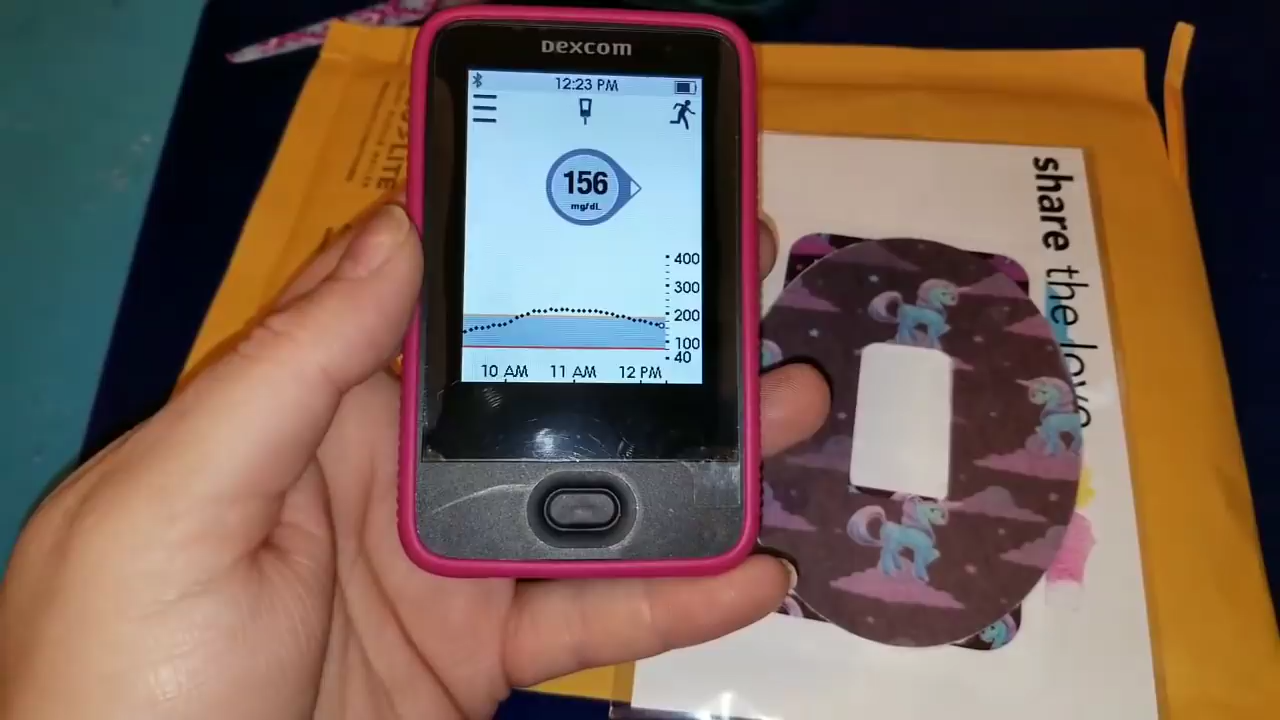 Dexcom
12:23 PM
156
mg/dL
400
300
200
100
40
10 AM 11 AM 12 PM
share the love